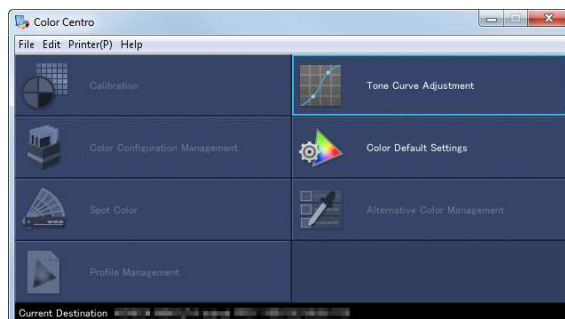 Color Centro
File Edit Printer(P) Help
Calibration
Tone Curve Adjustment
Color Configuration Management
Color Default Settings
Spot Color
Alternative Color Management
Profile Management
Current Destination